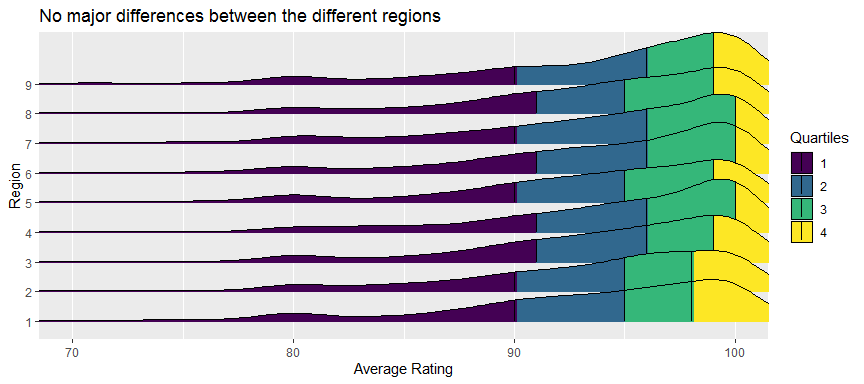 No major differences between the different regions
Region
9
8
7
6
5
4
3
2
1
70 80 90 100
Average Rating
Quartiles
1
2
3
4